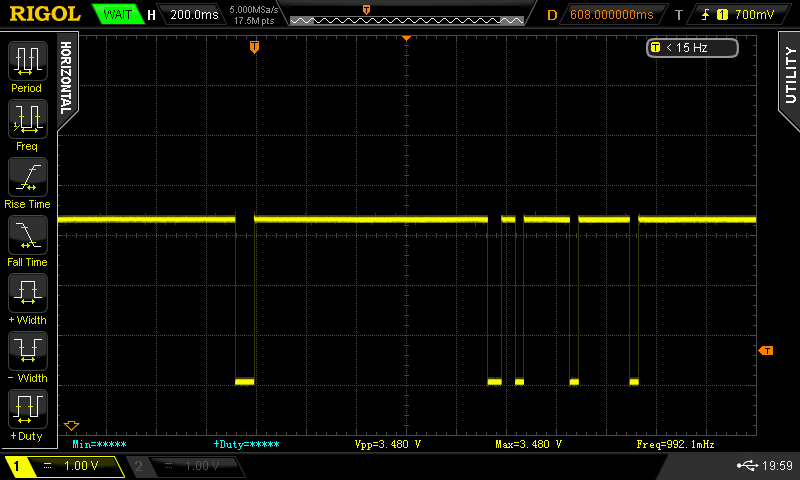 RIGOL WAIT H 200.0ms 5.000MSa/s 17.5M pts T D 608.000000ms T 1 700mV
T
T < 15 Hz
HORIZONTAL
UTILITY
Period
Freq
Rise Time
Fall Time
+ Width
− Width
+Duty
T
Min=***** +Duty=***** Vpp=3.480 V Max=3.480 V Freq=992.1mHz
1 1.00 V 2 1.00 V 19:59